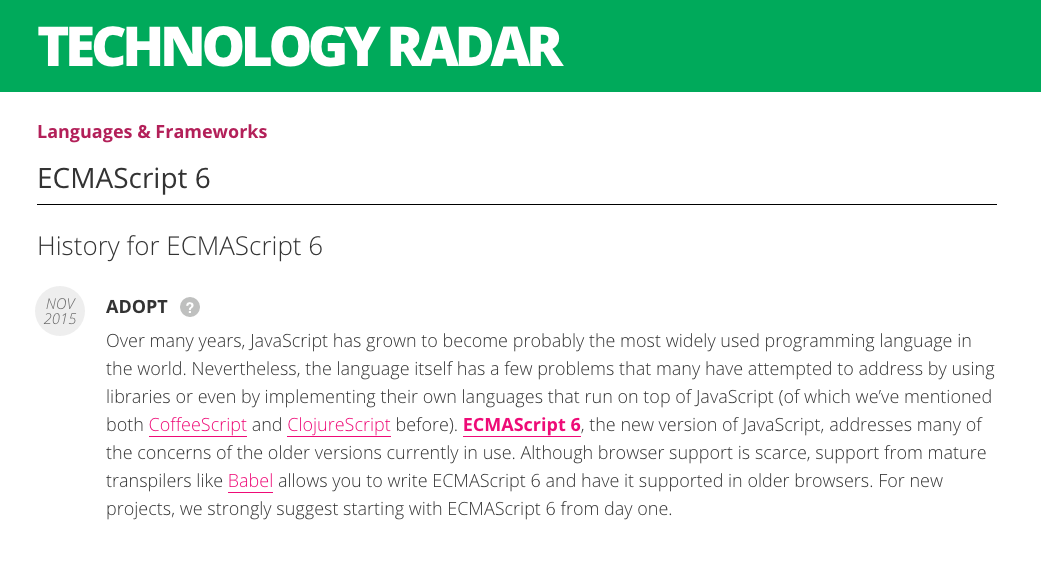 TECHNOLOGY RADAR
Languages & Frameworks
ECMAScript 6
History for ECMAScript 6
NOV
2015
ADOPT ?
Over many years, JavaScript has grown to become probably the most widely used programming language in
the world. Nevertheless, the language itself has a few problems that many have attempted to address by using
libraries or even by implementing their own languages that run on top of JavaScript (of which we’ve mentioned
both CoffeeScript and ClojureScript before). ECMAScript 6, the new version of JavaScript, addresses many of
the concerns of the older versions currently in use. Although browser support is scarce, support from mature
transpilers like Babel allows you to write ECMAScript 6 and have it supported in older browsers. For new
projects, we strongly suggest starting with ECMAScript 6 from day one.